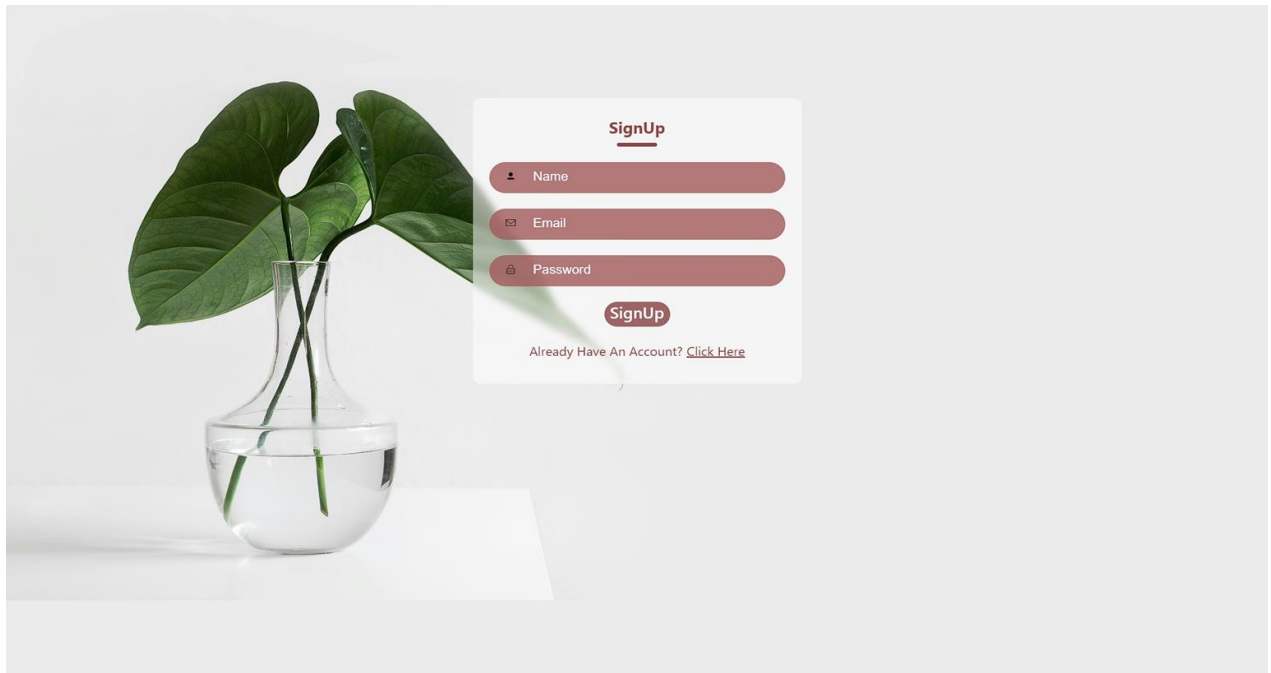 SignUp
Name
Email
Password
SignUp
Already Have An Account? Click Here